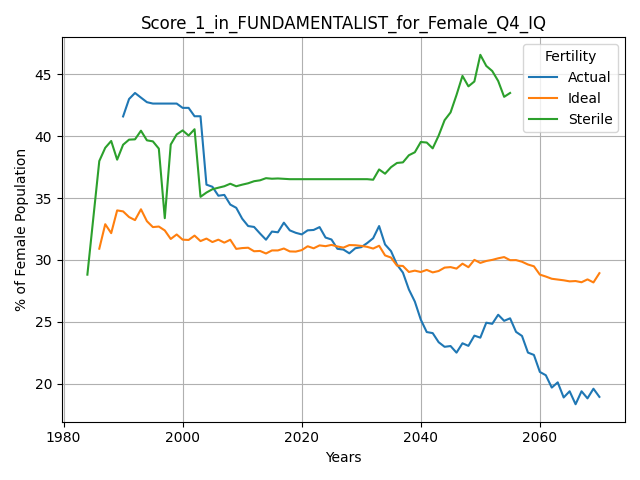 Score_1_in_FUNDAMENTALIST_for_Female_Q4_IQ
Fertility
Actual
Ideal
Sterile
% of Female Population
45
40
35
30
25
20
1980
2000
2020
2040
2060
Years